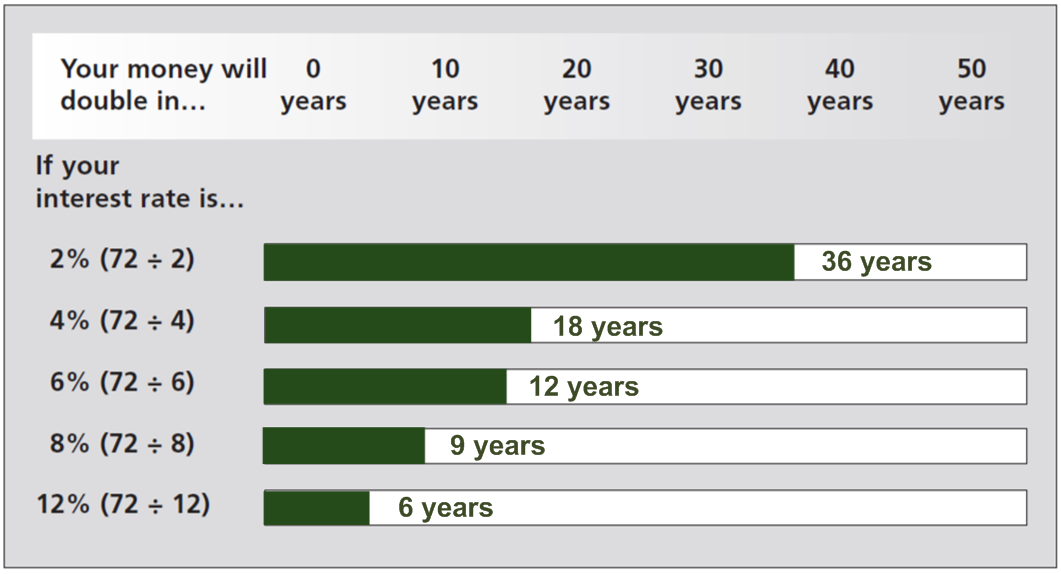 Your money will double in…
0 years
10 years
20 years
30 years
40 years
50 years
If your
interest rate is…
2% (72 ÷ 2)
36 years
4% (72 ÷ 4)
18 years
6% (72 ÷ 6)
12 years
8% (72 ÷ 8)
9 years
12% (72 ÷ 12)
6 years